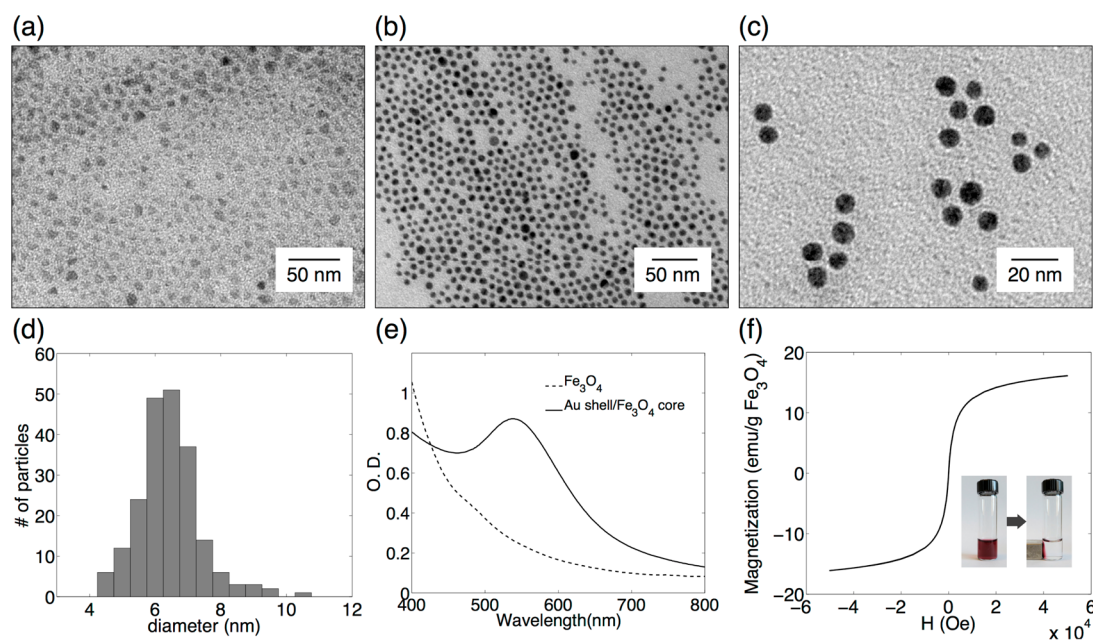 (a)
(b)
(c)
50 nm
50 nm
20 nm
(d)
(e)
(f)
60
50
40
30
20
10
0
# of particles
4
6
8
10
12
diameter (nm)
1
0.8
0.6
0.4
0.2
0
O. D.
Fe3O4
Au shell/Fe3O4 core
400
500
600
700
800
Wavelength(nm)
20
10
0
−10
−20
Magnetization (emu/g Fe3O4)
−6
−4
−2
0
2
4
6
H (Oe)
x 10^4